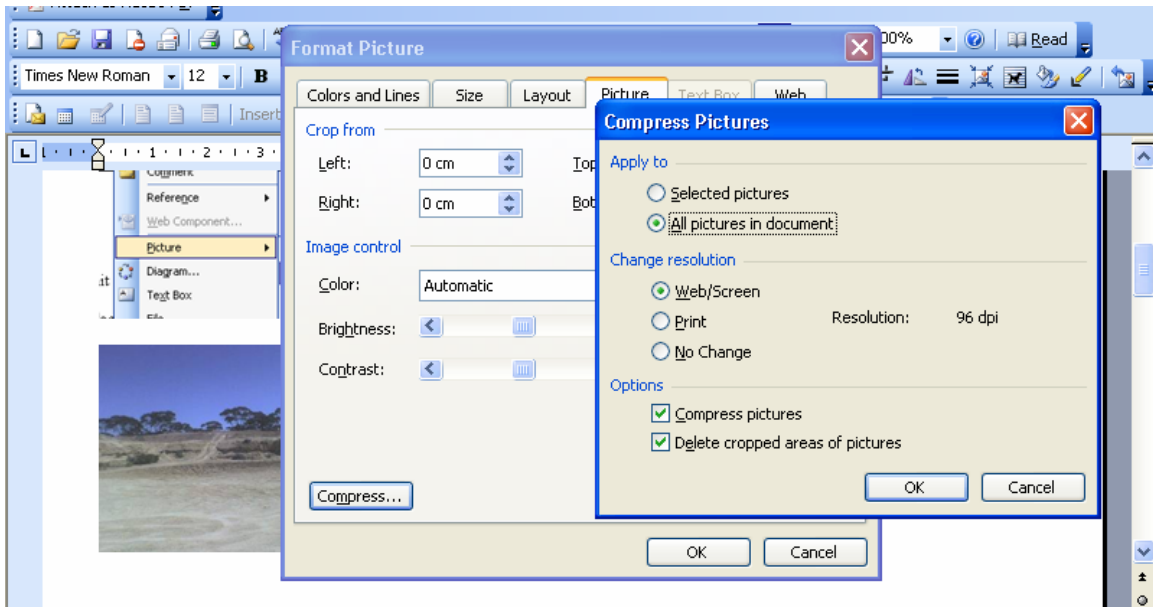 Format Picture
00%
Read
Times New Roman
12
B
Colors and Lines
Size
Layout
Picture
Text Box
Web
Insert
Compress Pictures
Crop from
Left:
0 cm
Top
Right:
0 cm
Bot
Apply to
Selected pictures
All pictures in document
L
1
2
3
Comment
Reference
Web Component...
Picture
Diagram...
Text Box
File
it
Image control
Color:
Automatic
Brightness:
Contrast:
Change resolution
Web/Screen
Print
Resolution:
96 dpi
No Change
Options
Compress pictures
Delete cropped areas of pictures
OK
Cancel
Compress...
OK
Cancel